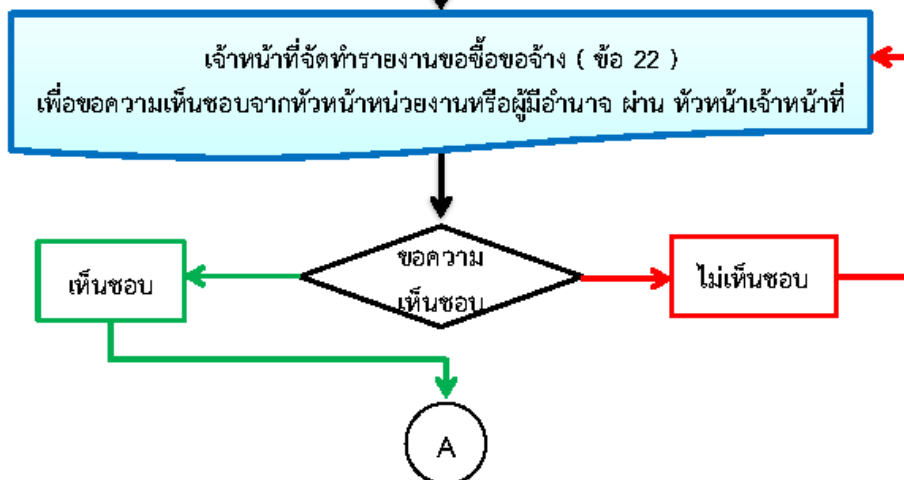 เจ้าหน้าที่จัดทำรายงานขอซื้อขอจ้าง ( ข้อ 22 )
เพื่อขอความเห็นชอบจากหัวหน้าหน่วยงานหรือผู้มีอำนาจ ผ่าน หัวหน้าเจ้าหน้าที่
ขอความ
เห็นชอบ
เห็นชอบ
ไม่เห็นชอบ
A